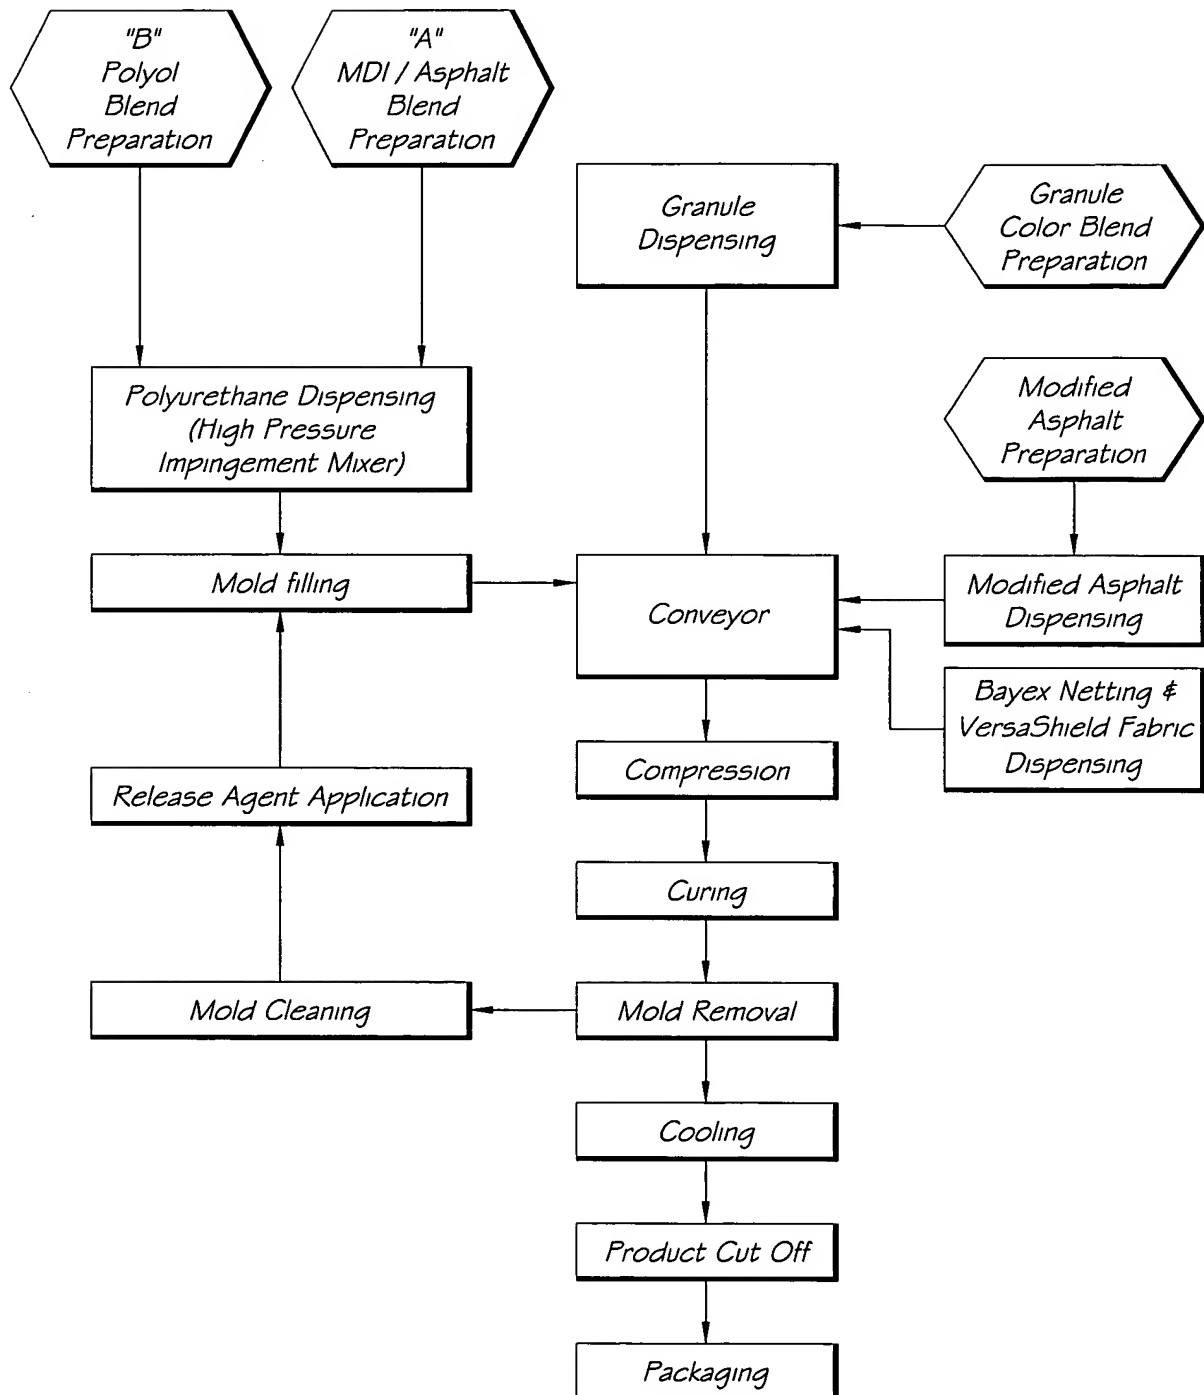 "B"
Polyol
Blend
Preparation
"A"
MDI / Asphalt
Blend
Preparation
Granule
Dispensing
Granule
Color Blend
Preparation
Polyurethane Dispensing
(High Pressure
Impingement Mixer)
Modified
Asphalt
Preparation
Mold filling
Conveyor
Modified Asphalt
Dispensing
Bayex Netting &
VersaShield Fabric
Dispensing
Release Agent Application
Compression
Curing
Mold Cleaning
Mold Removal
Cooling
Product Cut Off
Packaging